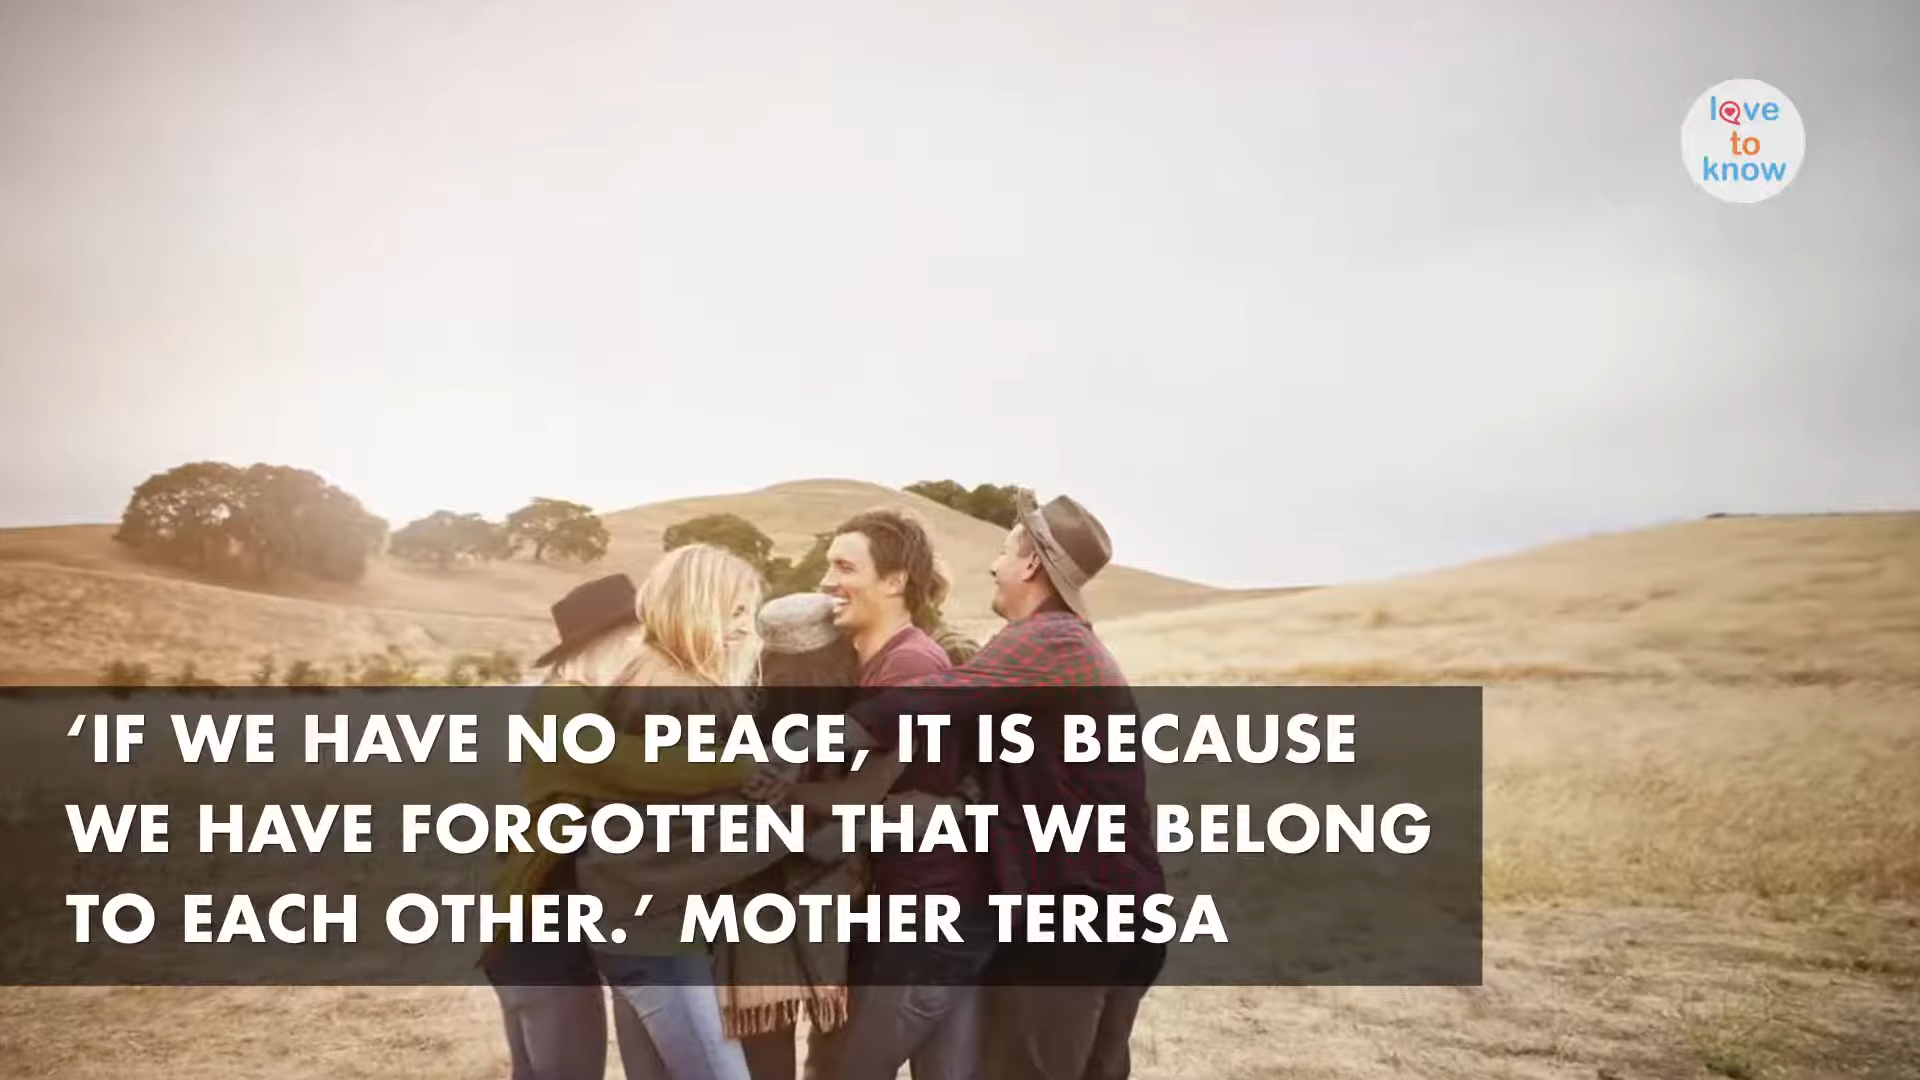 love
to
know
‘IF WE HAVE NO PEACE, IT IS BECAUSE
WE HAVE FORGOTTEN THAT WE BELONG
TO EACH OTHER.’ MOTHER TERESA